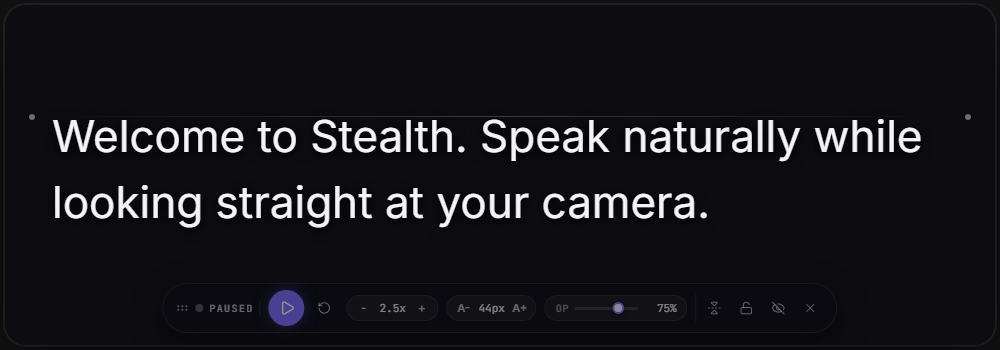 Welcome to Stealth. Speak naturally while
looking straight at your camera.
PAUSED - 2.5x + A- 44px A+ OP 75%